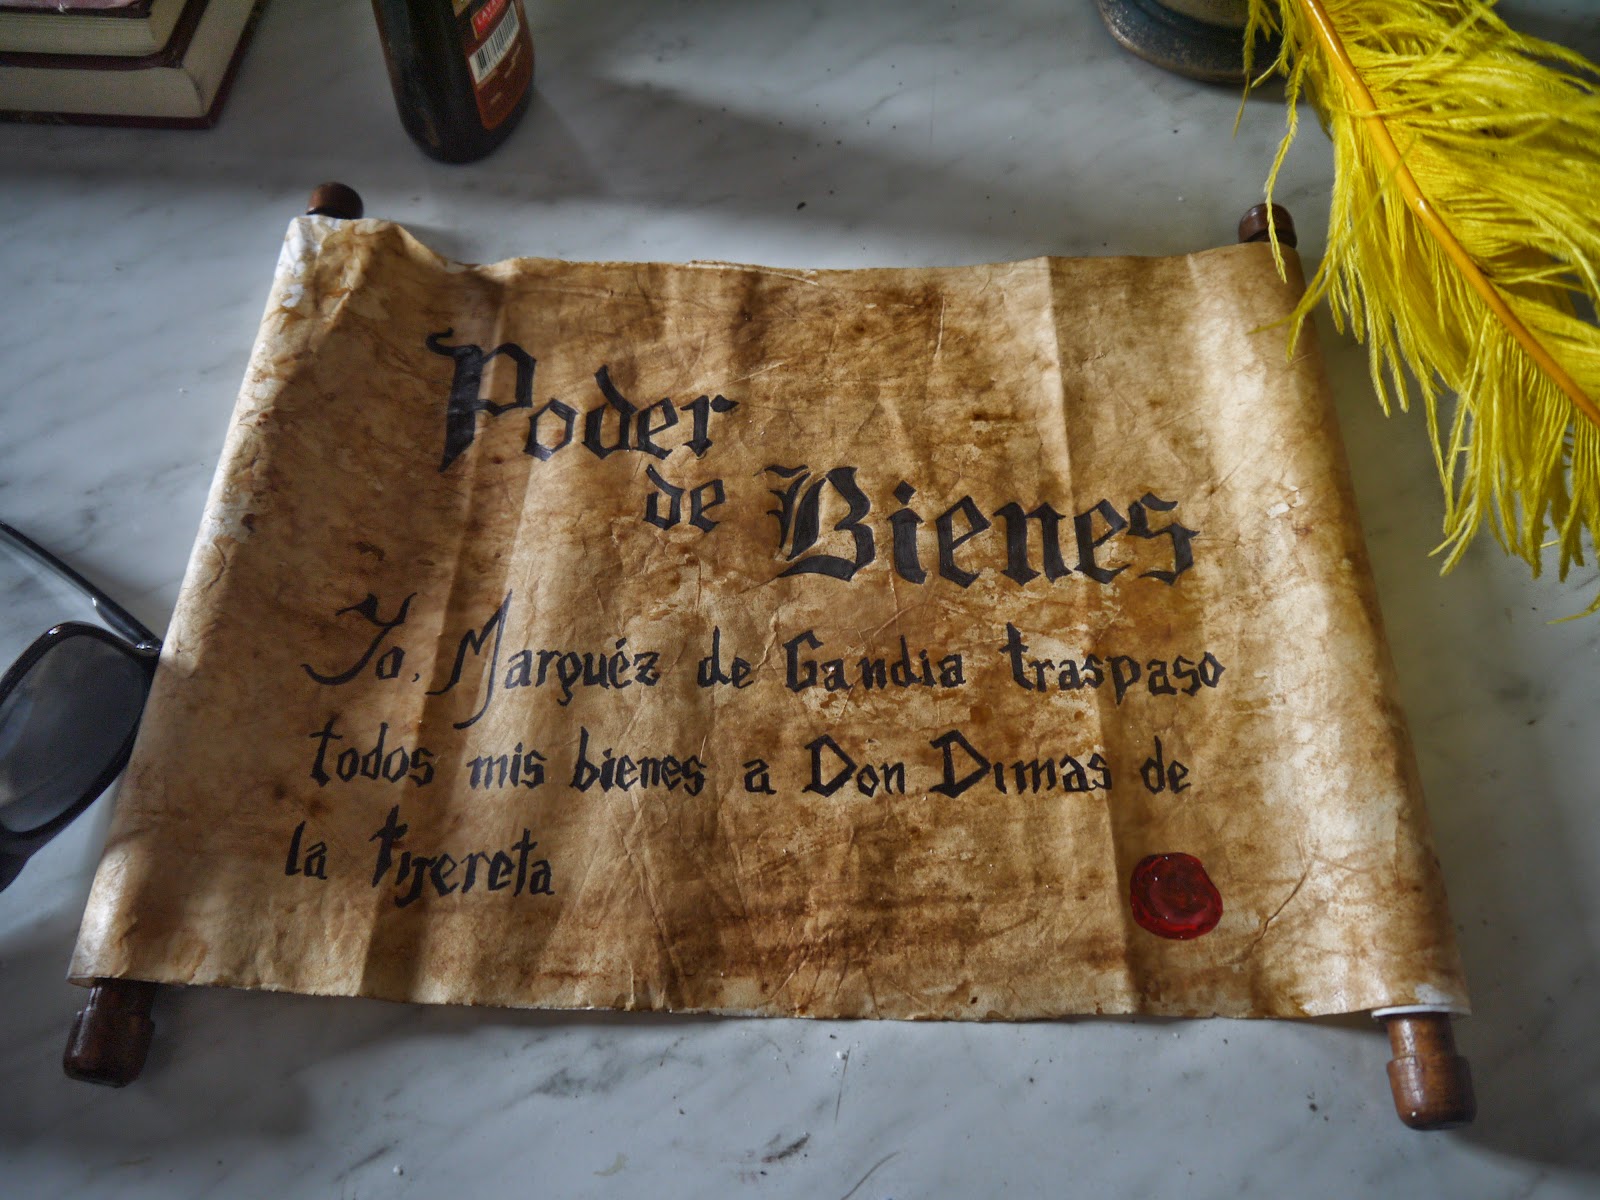 Poder
de Bienes
Yo, Marquéz de Gandia traspaso
todos mis bienes a Don Dimas de
la tijereta